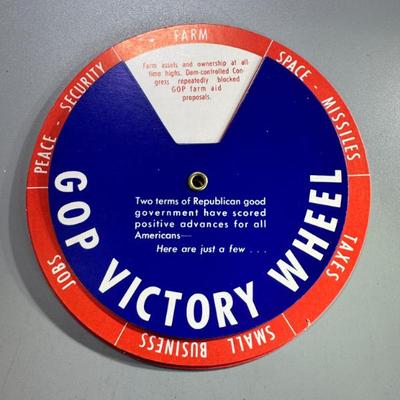 FARM
Farm assets and ownership at all
time highs. Dem-controlled Con-
gress repeatedly blocked
GOP farm aid
proposals.
SPACE - MISSILES
TAXES
SMALL BUSINESS
JOBS
PEACE - SECURITY
Two terms of Republican good
government have scored
positive advances for all
Americans—
Here are just a few . . .
GOP VICTORY WHEEL